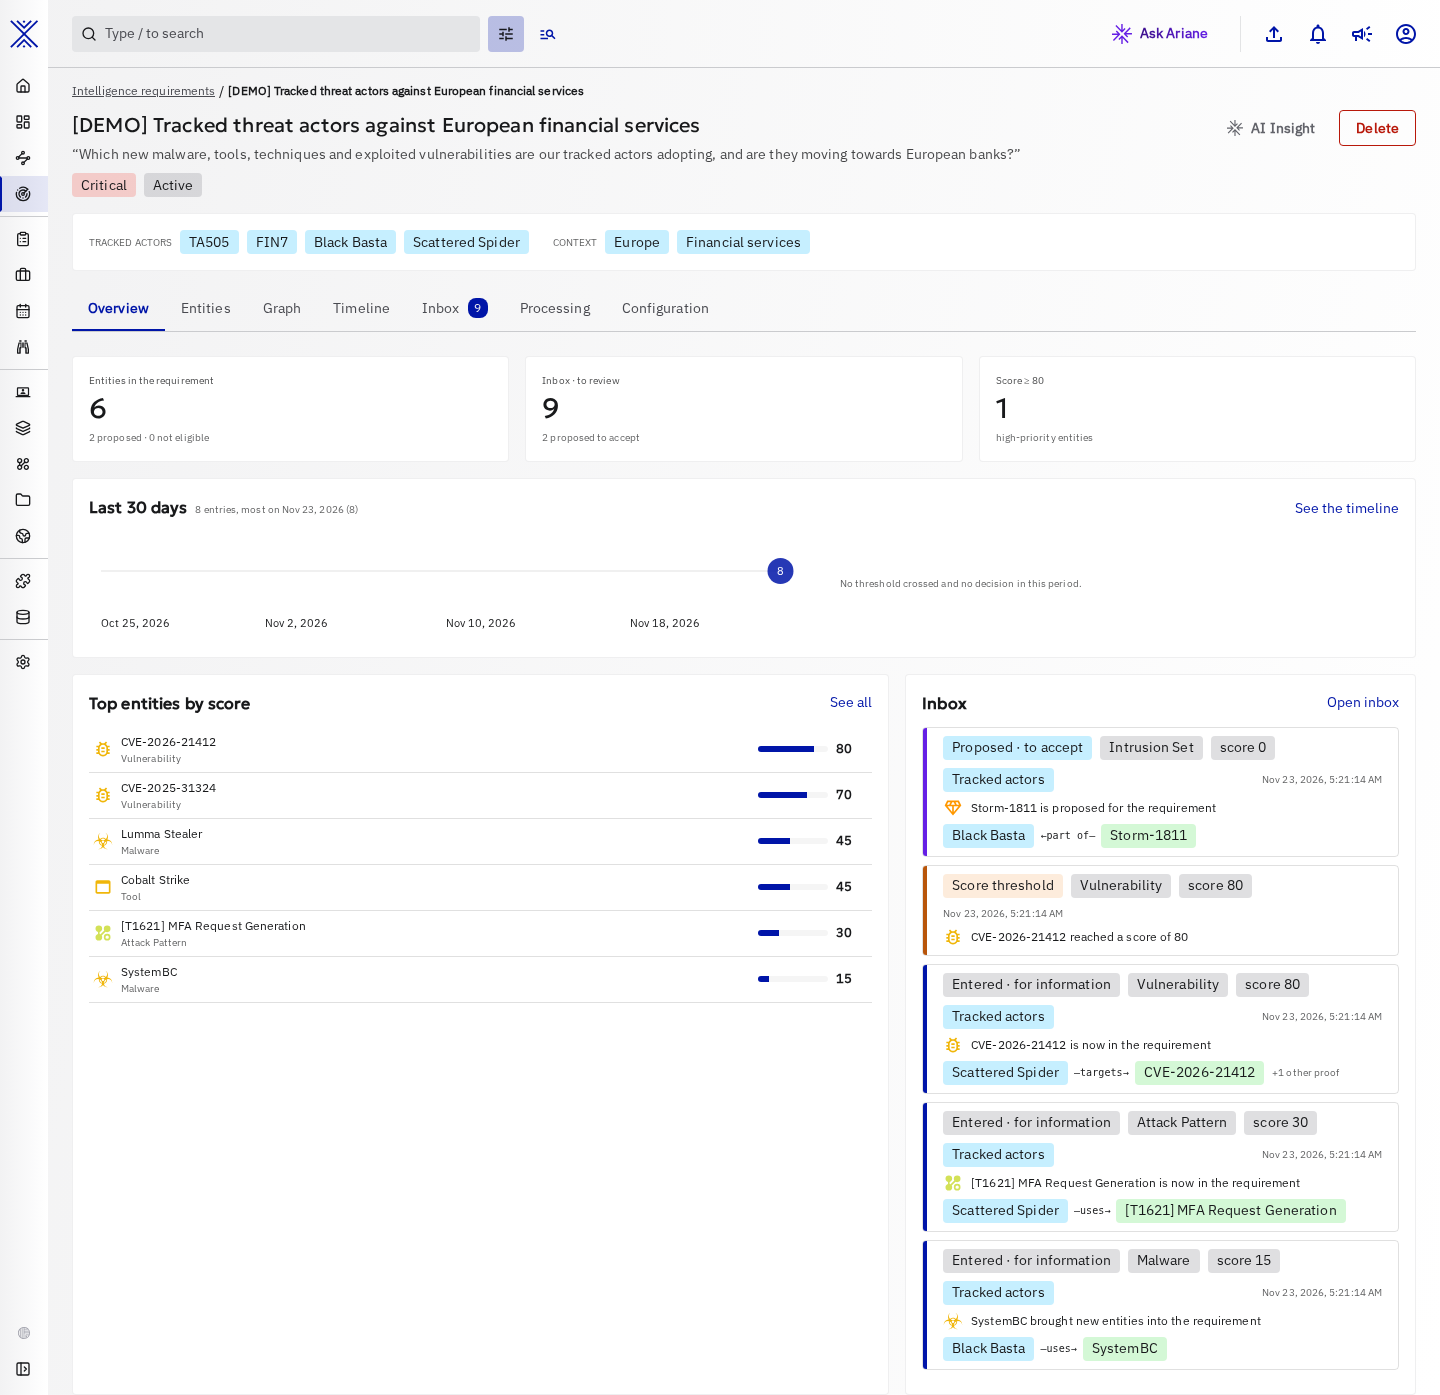 Type / to search
Ask Ariane
Intelligence requirements / [DEMO] Tracked threat actors against European financial services
[DEMO] Tracked threat actors against European financial services
AI Insight
Delete
“Which new malware, tools, techniques and exploited vulnerabilities are our tracked actors adopting, and are they moving towards European banks?”
Critical
Active
TRACKED ACTORS
TA505
FIN7
Black Basta
Scattered Spider
CONTEXT
Europe
Financial services
Overview
Entities
Graph
Timeline
Inbox 9
Processing
Configuration
Entities in the requirement
6
2 proposed · 0 not eligible
Inbox · to review
9
2 proposed to accept
Score ≥ 80
1
high-priority entities
Last 30 days
8 entries, most on Nov 23, 2026 (8)
See the timeline
8
No threshold crossed and no decision in this period.
Oct 25, 2026
Nov 2, 2026
Nov 10, 2026
Nov 18, 2026
Top entities by score
See all
CVE-2026-21412
Vulnerability
80
CVE-2025-31324
Vulnerability
70
Lumma Stealer
Malware
45
Cobalt Strike
Tool
45
[T1621] MFA Request Generation
Attack Pattern
30
SystemBC
Malware
15
Inbox
Open inbox
Proposed · to accept
Intrusion Set
score 0
Tracked actors
Nov 23, 2026, 5:21:14 AM
Storm-1811 is proposed for the requirement
Black Basta ←part of— Storm-1811
Score threshold
Vulnerability
score 80
Nov 23, 2026, 5:21:14 AM
CVE-2026-21412 reached a score of 80
Entered · for information
Vulnerability
score 80
Tracked actors
Nov 23, 2026, 5:21:14 AM
CVE-2026-21412 is now in the requirement
Scattered Spider —targets→ CVE-2026-21412 +1 other proof
Entered · for information
Attack Pattern
score 30
Tracked actors
Nov 23, 2026, 5:21:14 AM
[T1621] MFA Request Generation is now in the requirement
Scattered Spider —uses→ [T1621] MFA Request Generation
Entered · for information
Malware
score 15
Tracked actors
Nov 23, 2026, 5:21:14 AM
SystemBC brought new entities into the requirement
Black Basta —uses→ SystemBC